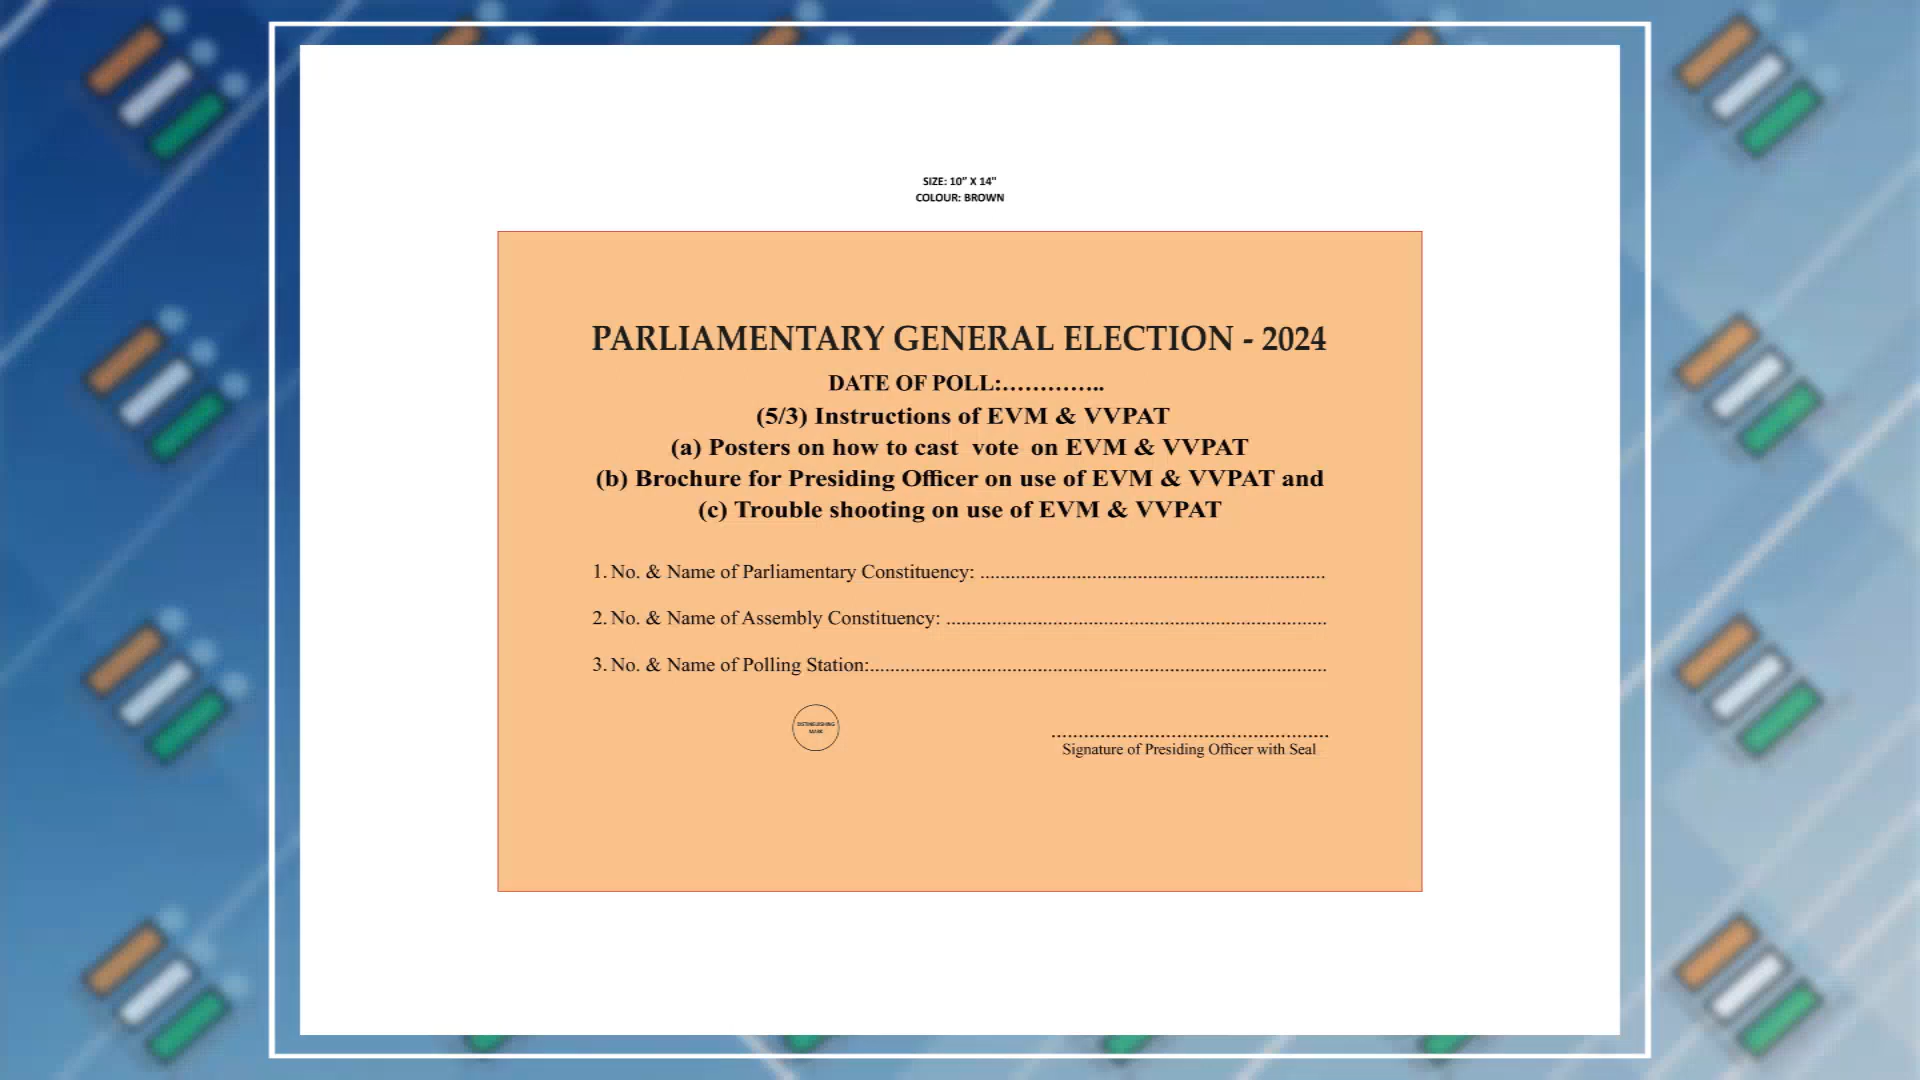 SIZE: 10" X 14"
COLOUR: BROWN
PARLIAMENTARY GENERAL ELECTION - 2024
DATE OF POLL:…………..
(5/3) Instructions of EVM & VVPAT
(a) Posters on how to cast vote on EVM & VVPAT
(b) Brochure for Presiding Officer on use of EVM & VVPAT and
(c) Trouble shooting on use of EVM & VVPAT
1. No. & Name of Parliamentary Constituency: ....................................................................
2. No. & Name of Assembly Constituency: ...........................................................................
3. No. & Name of Polling Station:..........................................................................................
DISTINGUISHING
MARK
....................................................
Signature of Presiding Officer with Seal